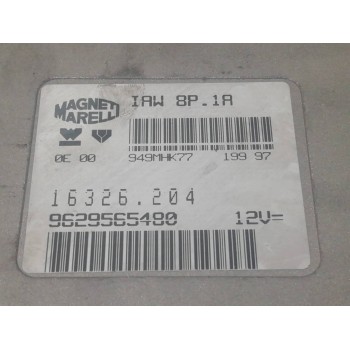 MAGNETI
MARELLI
IAW 8P.1A
0E 00
949MHK77
199 97
16326.204
9629565480
12V=